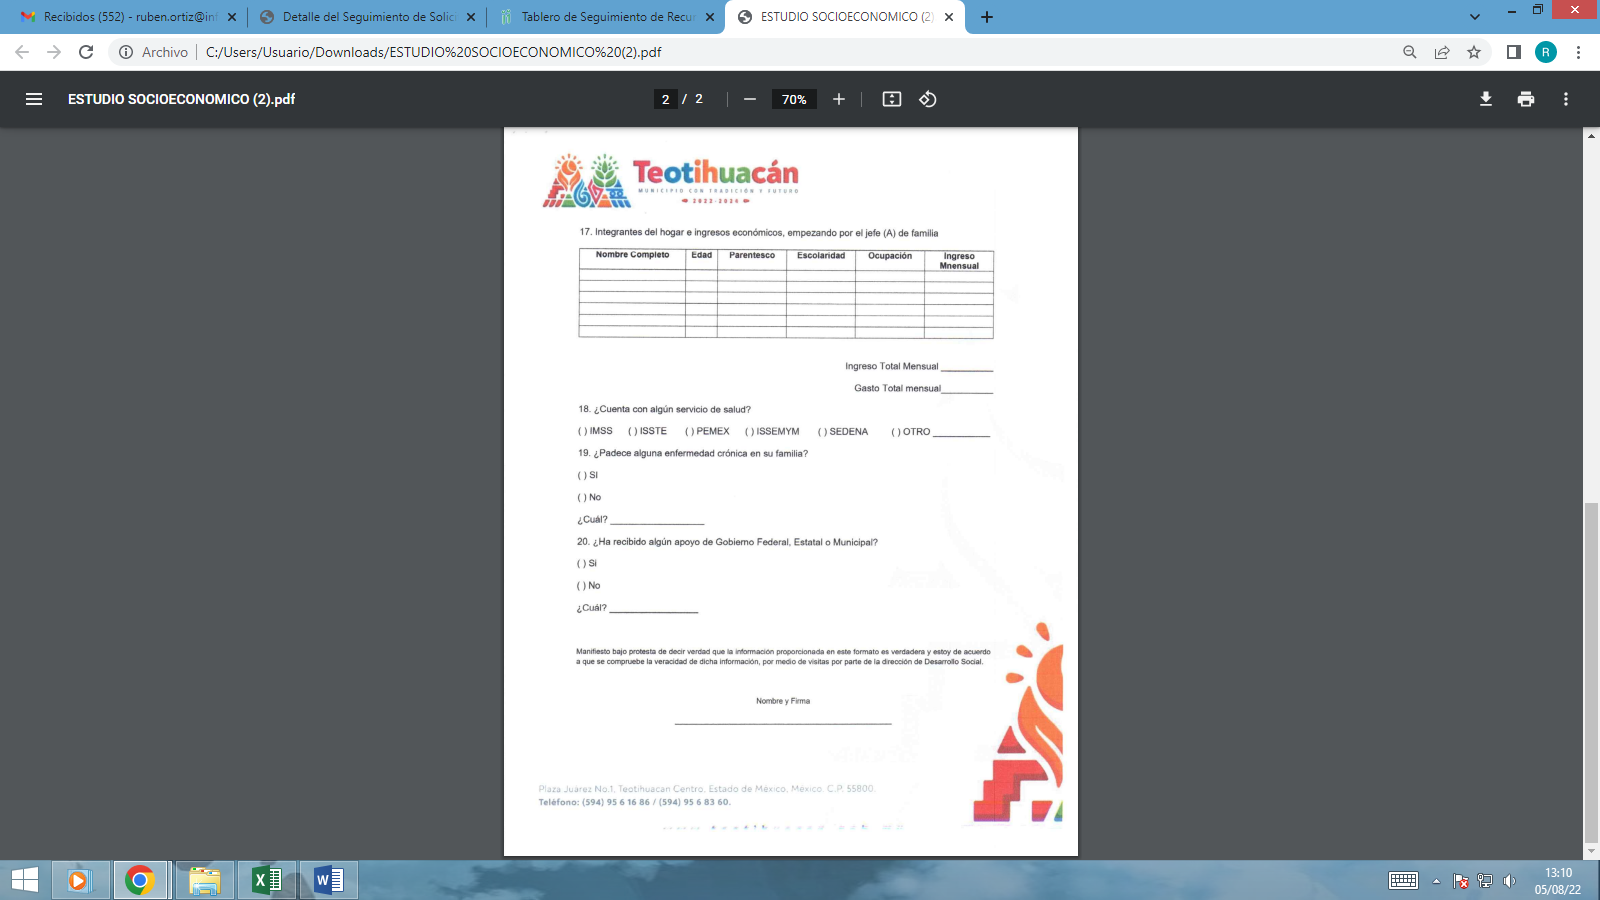 Recibidos (552) - ruben.ortiz@inf
Detalle del Seguimiento de Solici
Tablero de Seguimiento de Recur
ESTUDIO SOCIOECONOMICO (2)
Archivo
C:/Users/Usuario/Downloads/ESTUDIO%20SOCIOECONOMICO%20(2).pdf
R
ESTUDIO SOCIOECONOMICO (2).pdf
2 / 2
70%
Teotihuacán
MUNICIPIO CON TRADICIÓN Y FUTURO
2022-2024
17. Integrantes del hogar e ingresos económicos, empezando por el jefe (A) de familia
Nombre Completo Edad Parentesco Escolaridad Ocupación Ingreso Mnensual
Ingreso Total Mensual
Gasto Total mensual
18. ¿Cuenta con algún servicio de salud?
( ) IMSS ( ) ISSTE ( ) PEMEX ( ) ISSEMYM ( ) SEDENA ( ) OTRO
19. ¿Padece alguna enfermedad crónica en su familia?
( ) SI
( ) No
¿Cuál?
20. ¿Ha recibido algún apoyo de Gobierno Federal, Estatal o Municipal?
( ) Si
( ) No
¿Cuál?
Manifiesto bajo protesta de decir verdad que la información proporcionada en este formato es verdadera y estoy de acuerdo
a que se compruebe la veracidad de dicha información, por medio de visitas por parte de la dirección de Desarrollo Social.
Nombre y Firma
Plaza Juarez No.1, Teotihuacan Centro, Estado de México, México, C.P. 55800.
Teléfono: (594) 95 6 16 86 / (594) 95 6 83 60.
13:10
05/08/22